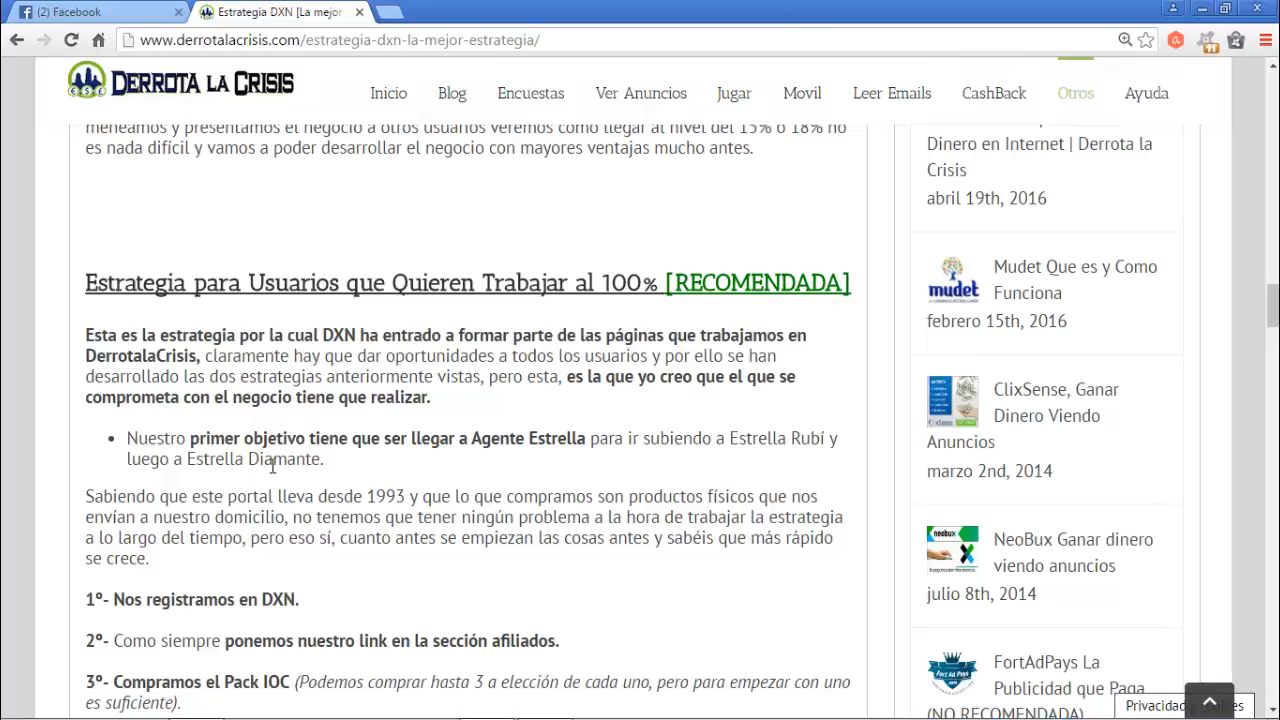 (2) Facebook
Estrategia DXN [La mejor
www.derrotalacrisis.com/estrategia-dxn-la-mejor-estrategia/
11
DERROTA LA CRISIS
Inicio
Blog
Encuestas
Ver Anuncios
Jugar
Movil
Leer Emails
CashBack
Otros
Ayuda
meneamos y presentamos el negocio a otros usuarios veremos como llegar al nivel del 15% o 18% no
es nada difícil y vamos a poder desarrollar el negocio con mayores ventajas mucho antes.
Estrategia para Usuarios que Quieren Trabajar al 100% [RECOMENDADA]
Esta es la estrategia por la cual DXN ha entrado a formar parte de las páginas que trabajamos en
DerrotalaCrisis, claramente hay que dar oportunidades a todos los usuarios y por ello se han
desarrollado las dos estrategias anteriormente vistas, pero esta, es la que yo creo que el que se
comprometa con el negocio tiene que realizar.
• Nuestro primer objetivo tiene que ser llegar a Agente Estrella para ir subiendo a Estrella Rubí y
luego a Estrella Diamante.
Sabiendo que este portal lleva desde 1993 y que lo que compramos son productos físicos que nos
envían a nuestro domicilio, no tenemos que tener ningún problema a la hora de trabajar la estrategia
a lo largo del tiempo, pero eso sí, cuanto antes se empiezan las cosas antes y sabéis que más rápido
se crece.
1º- Nos registramos en DXN.
2º- Como siempre ponemos nuestro link en la sección afiliados.
3º- Compramos el Pack IOC (Podemos comprar hasta 3 a elección de cada uno, pero para empezar con uno
es suficiente).
Dinero en Internet | Derrota la
Crisis
abril 19th, 2016
mudet
Mudet Que es y Como
Funciona
febrero 15th, 2016
ClixSense, Ganar
Dinero Viendo
Anuncios
marzo 2nd, 2014
neobux
NeoBux Ganar dinero
viendo anuncios
julio 8th, 2014
FORT AD PAYS
FortAdPays La
Publicidad que Paga
(NO RECOMENDADA)